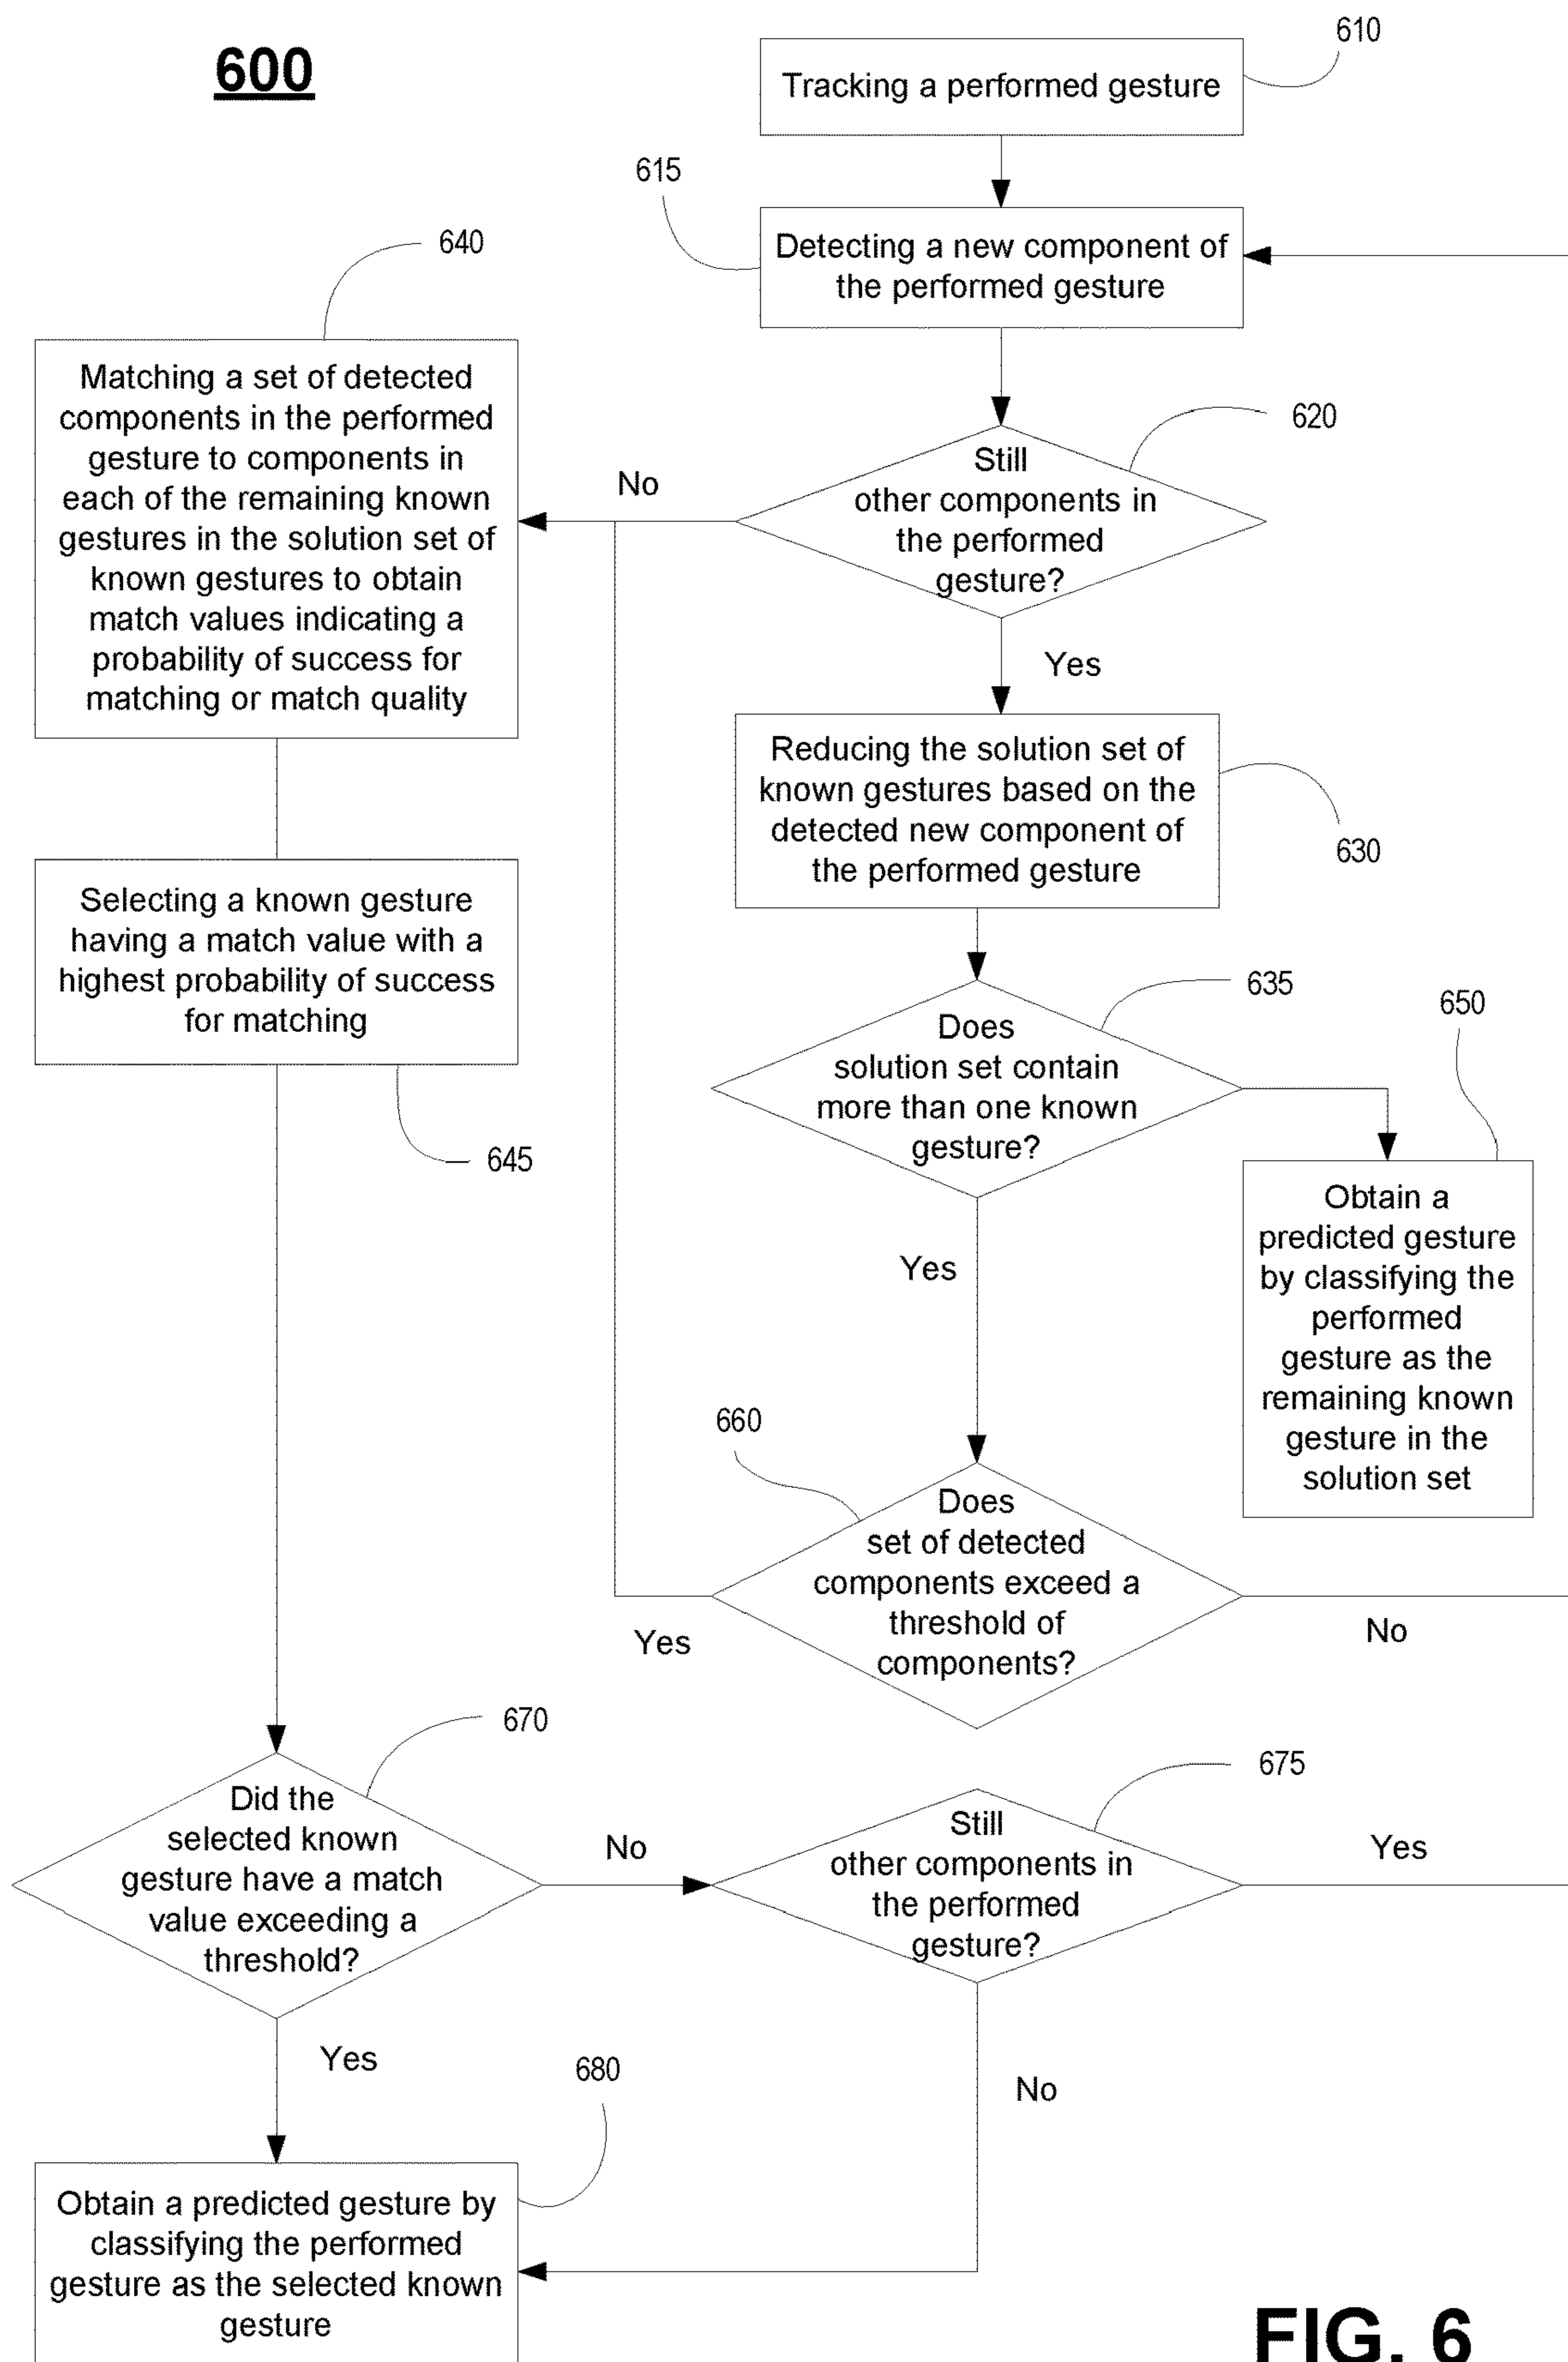 600
610
Tracking a performed gesture
615
Detecting a new component of
the performed gesture
640
Matching a set of detected
components in the performed
gesture to components in
each of the remaining known
gestures in the solution set of
known gestures to obtain
match values indicating a
probability of success for
matching or match quality
620
Still
other components in
the performed
gesture?
No
Yes
Reducing the solution set of
known gestures based on the
detected new component of
the performed gesture
630
Selecting a known gesture
having a match value with a
highest probability of success
for matching
645
635
Does
solution set contain
more than one known
gesture?
650
Obtain a
predicted gesture
by classifying the
performed
gesture as the
remaining known
gesture in the
solution set
Yes
660
Does
set of detected
components exceed a
threshold of
components?
Yes
No
670
Did the
selected known
gesture have a match
value exceeding a
threshold?
No
675
Still
other components in
the performed
gesture?
Yes
Yes
No
680
Obtain a predicted gesture by
classifying the performed
gesture as the selected known
gesture
FIG. 6